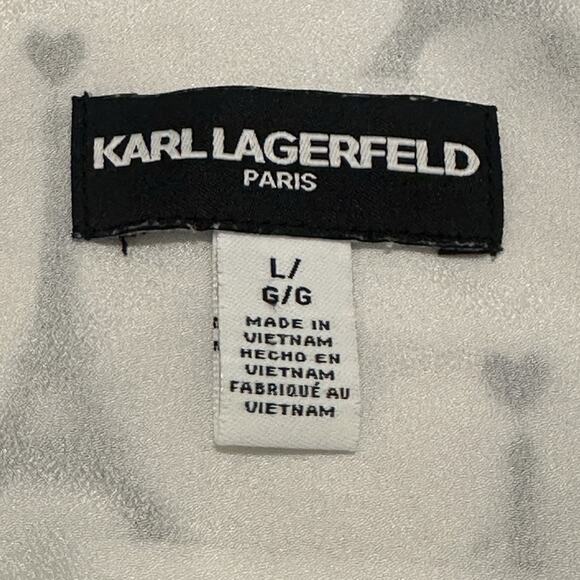 KARL LAGERFELD
PARIS
L/
G/G
MADE IN
VIETNAM
HECHO EN
VIETNAM
FABRIQUÉ AU
VIETNAM